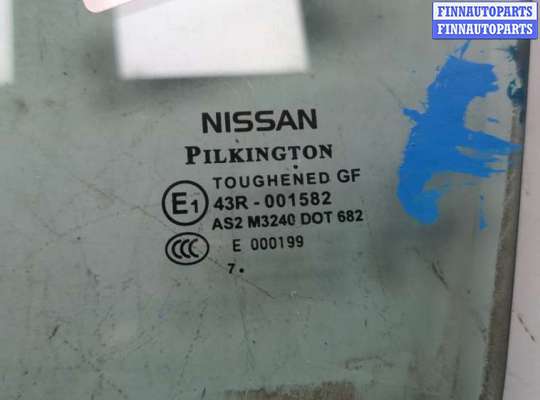 FINNAUTOPARTS
FINNAUTOPARTS
NISSAN
PILKINGTON
TOUGHENED GF
E1 43R-001582
AS2 M3240 DOT 682
CCC E 000199
7.